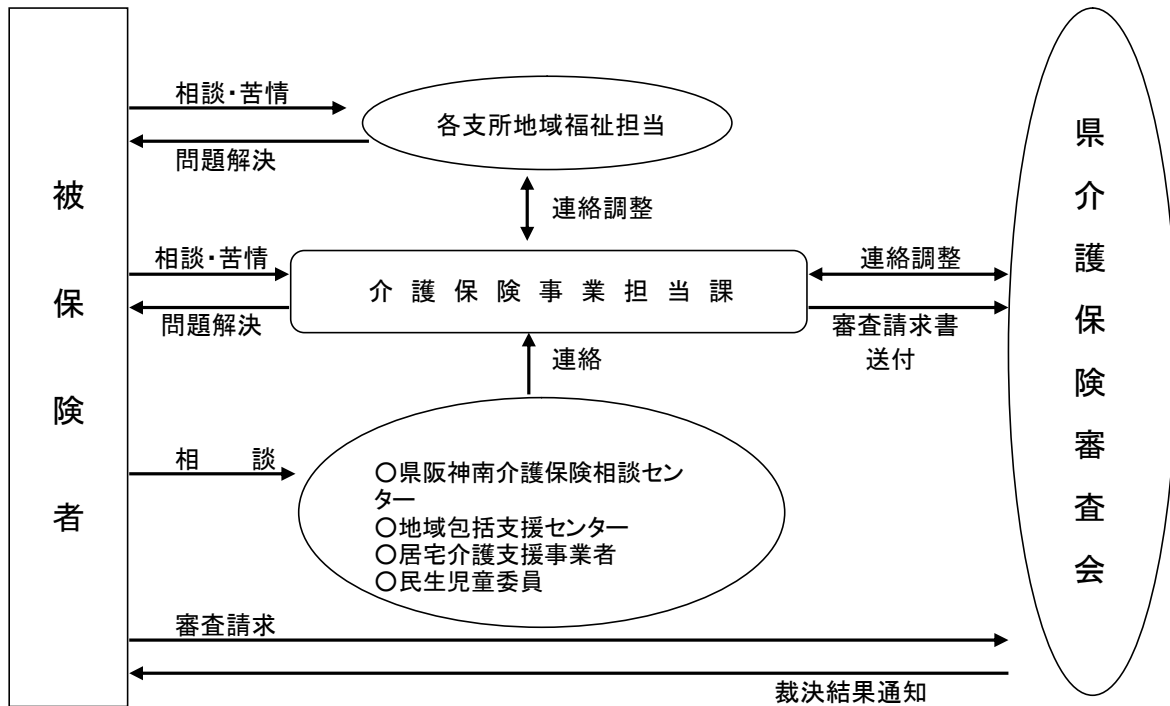 被保険者
相談・苦情
問題解決
各支所地域福祉担当
連絡調整
相談・苦情
問題解決
介護保険事業担当課
連絡調整
審査請求書
送付
連絡
相　　談
○県阪神南介護保険相談セン
ター
○地域包括支援センター
○居宅介護支援事業者
○民生児童委員
審査請求
裁決結果通知
県介護保険審査会